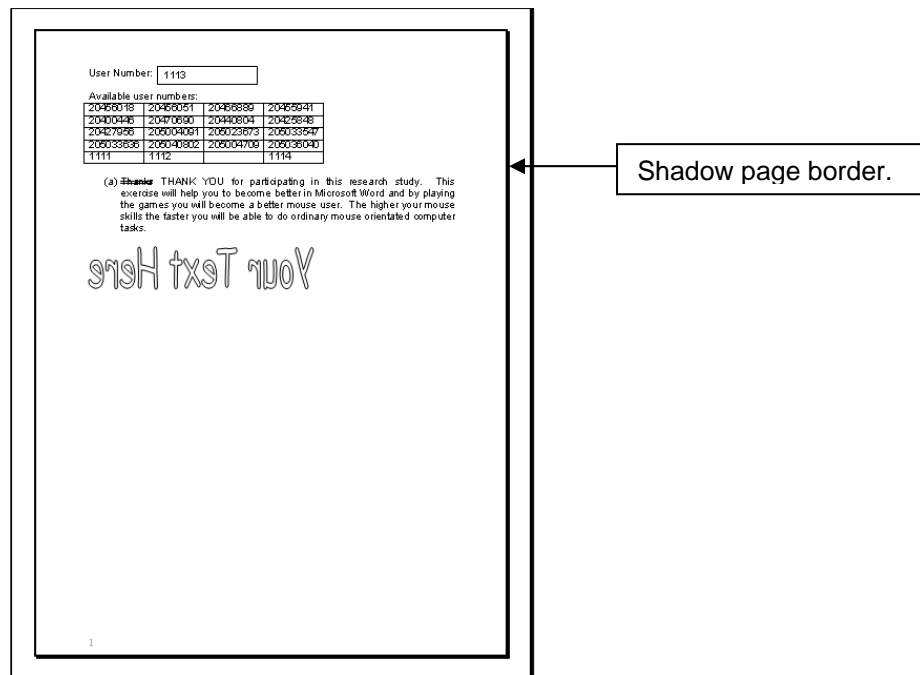 User Number: 1113
Available user numbers:
20456018 20456051 20456889 20455941
20400446 20470690 20440804 20425848
20427956 205004091 205023673 205033547
205033636 205040802 205004709 205036040
1111 1112 1114
(a) Thanks THANK YOU for participating in this research study. This
exercise will help you to become better in Microsoft Word and by playing
the games you will become a better mouse user. The higher your mouse
skills the faster you will be able to do ordinary mouse orientated computer
tasks.
Your Text Here
1
Shadow page border.